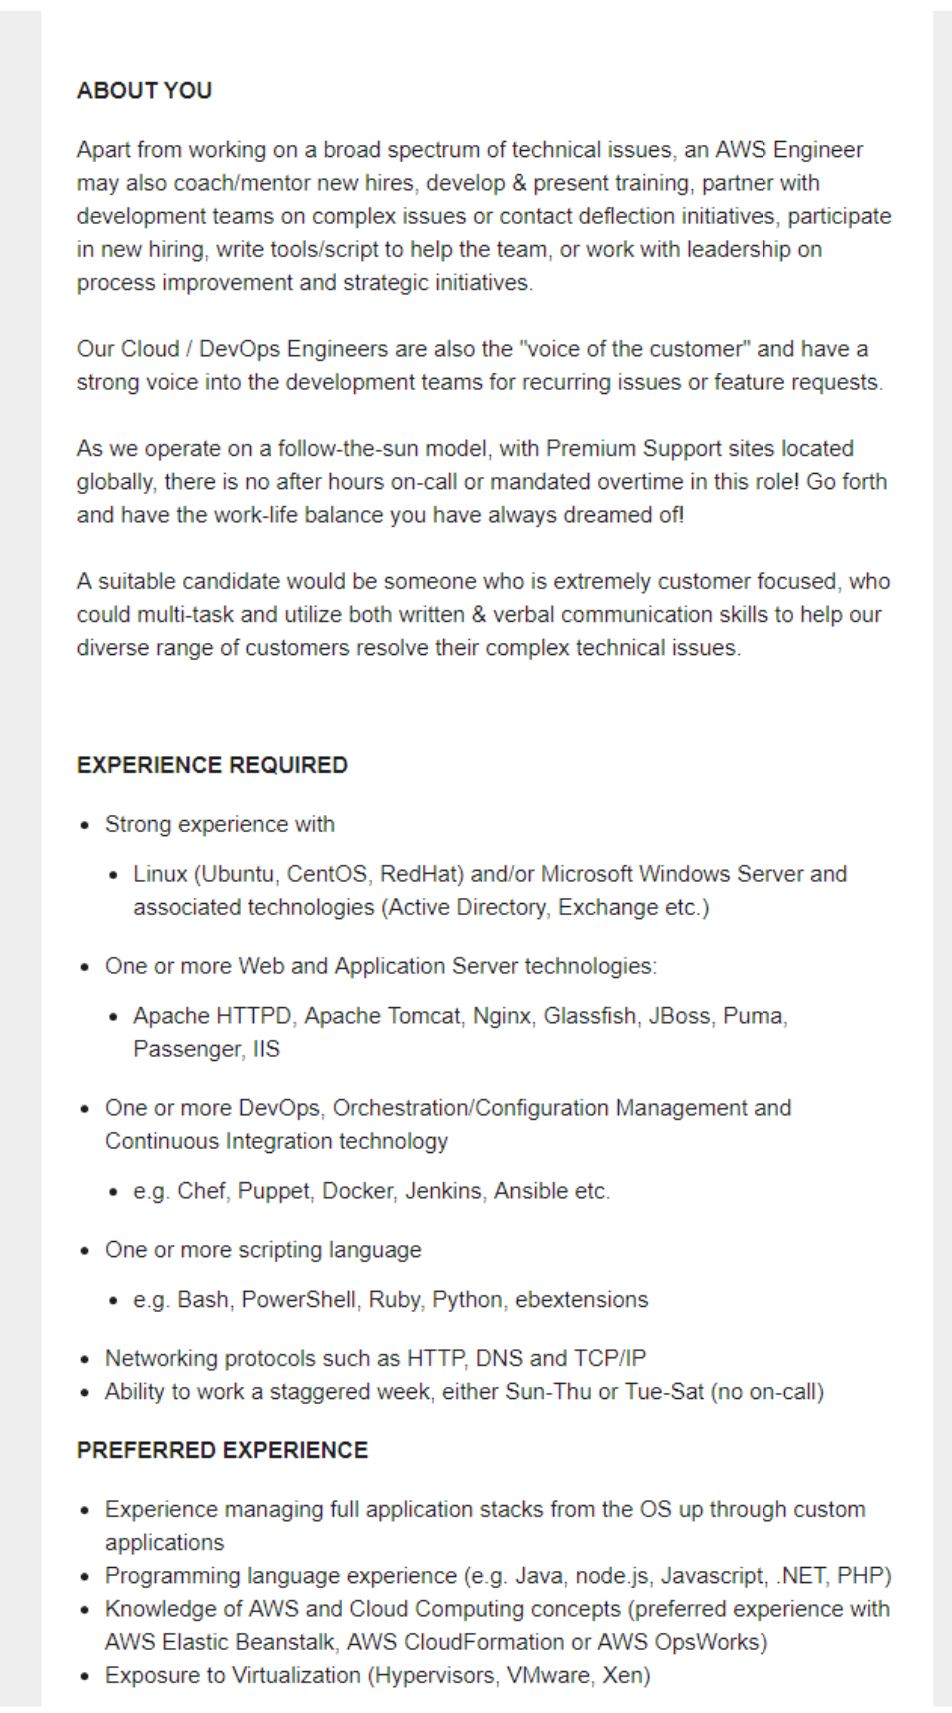 ABOUT YOU
Apart from working on a broad spectrum of technical issues, an AWS Engineer
may also coach/mentor new hires, develop & present training, partner with
development teams on complex issues or contact deflection initiatives, participate
in new hiring, write tools/script to help the team, or work with leadership on
process improvement and strategic initiatives.
Our Cloud / DevOps Engineers are also the "voice of the customer" and have a
strong voice into the development teams for recurring issues or feature requests.
As we operate on a follow-the-sun model, with Premium Support sites located
globally, there is no after hours on-call or mandated overtime in this role! Go forth
and have the work-life balance you have always dreamed of!
A suitable candidate would be someone who is extremely customer focused, who
could multi-task and utilize both written & verbal communication skills to help our
diverse range of customers resolve their complex technical issues.
EXPERIENCE REQUIRED
• Strong experience with
• Linux (Ubuntu, CentOS, RedHat) and/or Microsoft Windows Server and
associated technologies (Active Directory, Exchange etc.)
• One or more Web and Application Server technologies:
• Apache HTTPD, Apache Tomcat, Nginx, Glassfish, JBoss, Puma,
Passenger, IIS
• One or more DevOps, Orchestration/Configuration Management and
Continuous Integration technology
• e.g. Chef, Puppet, Docker, Jenkins, Ansible etc.
• One or more scripting language
• e.g. Bash, PowerShell, Ruby, Python, ebextensions
• Networking protocols such as HTTP, DNS and TCP/IP
• Ability to work a staggered week, either Sun-Thu or Tue-Sat (no on-call)
PREFERRED EXPERIENCE
• Experience managing full application stacks from the OS up through custom
applications
• Programming language experience (e.g. Java, node.js, Javascript, .NET, PHP)
• Knowledge of AWS and Cloud Computing concepts (preferred experience with
AWS Elastic Beanstalk, AWS CloudFormation or AWS OpsWorks)
• Exposure to Virtualization (Hypervisors, VMware, Xen)